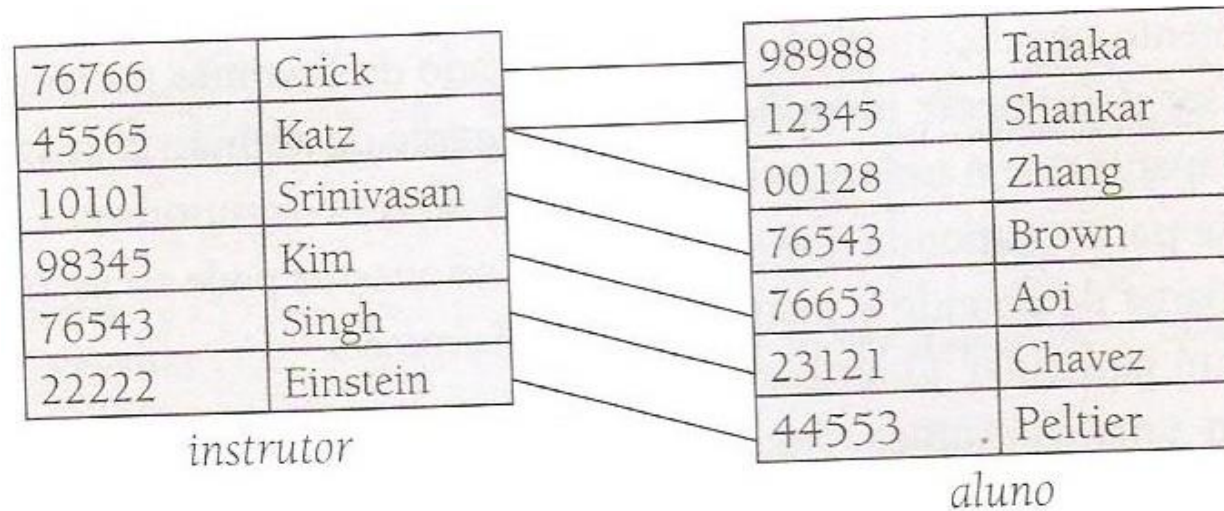 76766 Crick
45565 Katz
10101 Srinivasan
98345 Kim
76543 Singh
22222 Einstein
instrutor
98988 Tanaka
12345 Shankar
00128 Zhang
76543 Brown
76653 Aoi
23121 Chavez
44553 Peltier
aluno